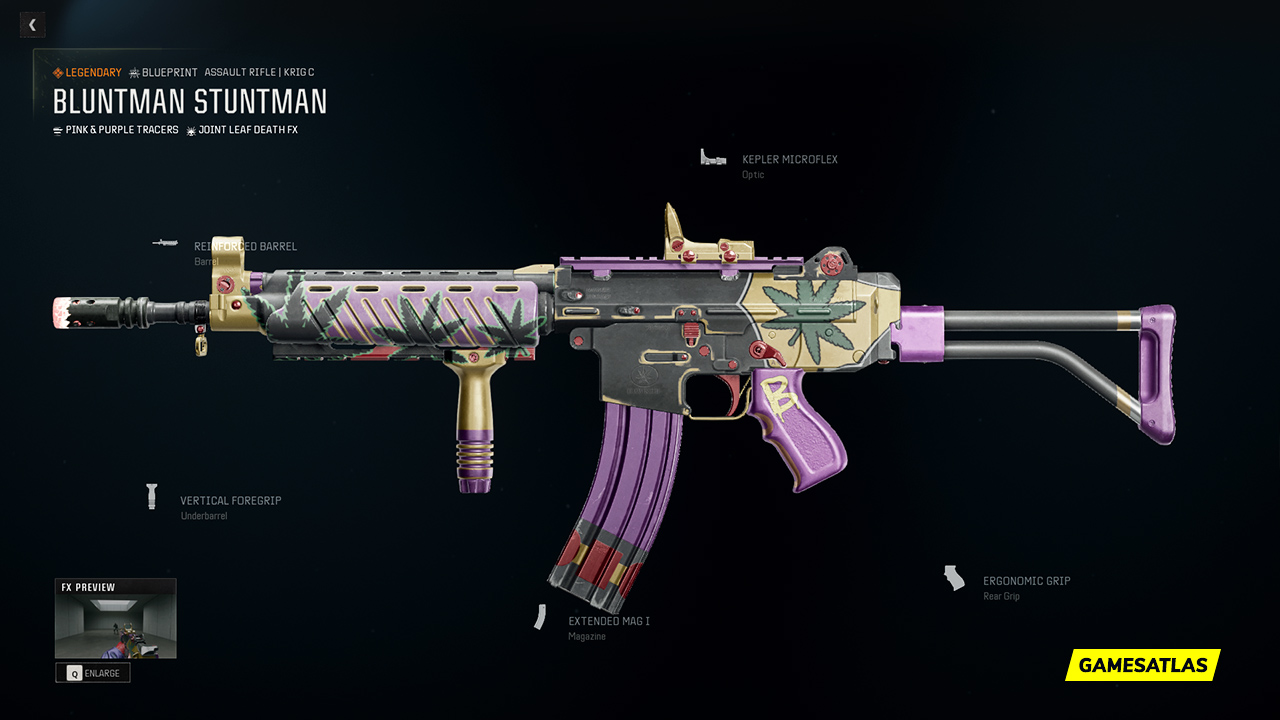 LEGENDARY BLUEPRINT ASSAULT RIFLE | KRIG C
BLUNTMAN STUNTMAN
PINK & PURPLE TRACERS JOINT LEAF DEATH FX
KEPLER MICROFLEX
Optic
REINFORCED BARREL
Barrel
B
VERTICAL FOREGRIP
Underbarrel
ERGONOMIC GRIP
Rear Grip
FX PREVIEW
EXTENDED MAG I
Magazine
Q ENLARGE
GAMESATLAS